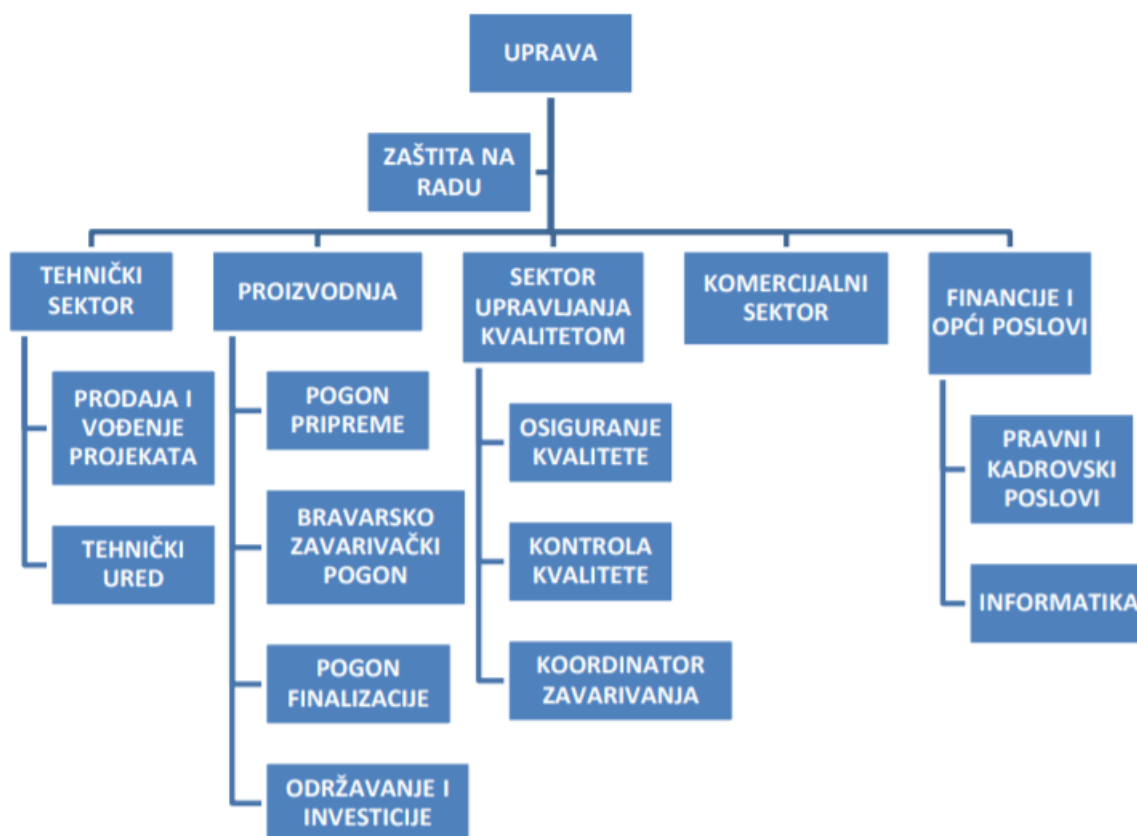 UPRAVA
ZAŠTITA NA
RADU
TEHNIČKI
SEKTOR
PRODAJA I
VOĐENJE
PROJEKATA
TEHNIČKI
URED
PROIZVODNJA
POGON
PRIPREME
BRAVARSKO
ZAVARIVAČKI
POGON
POGON
FINALIZACIJE
ODRŽAVANJE I
INVESTICIJE
SEKTOR
UPRAVLJANJA
KVALITETOM
OSIGURANJE
KVALITETE
KONTROLA
KVALITETE
KOORDINATOR
ZAVARIVANJA
KOMERCIJALNI
SEKTOR
FINANCIJE I
OPĆI POSLOVI
PRAVNI I
KADROVSKI
POSLOVI
INFORMATIKA